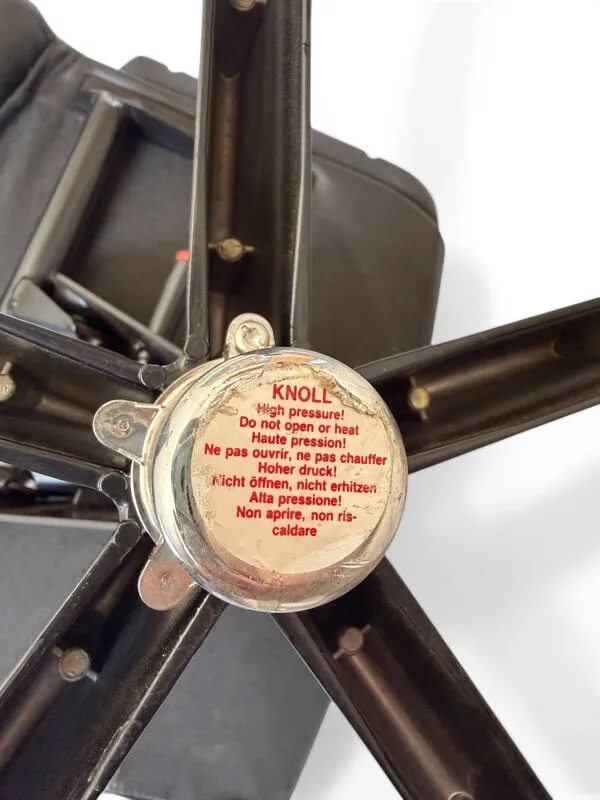 KNOLL
High pressure!
Do not open or heat
Haute pression!
Ne pas ouvrir, ne pas chauffer
Hoher druck!
Nicht öffnen, nicht erhitzen
Alta pressione!
Non aprire, non ris-
caldare